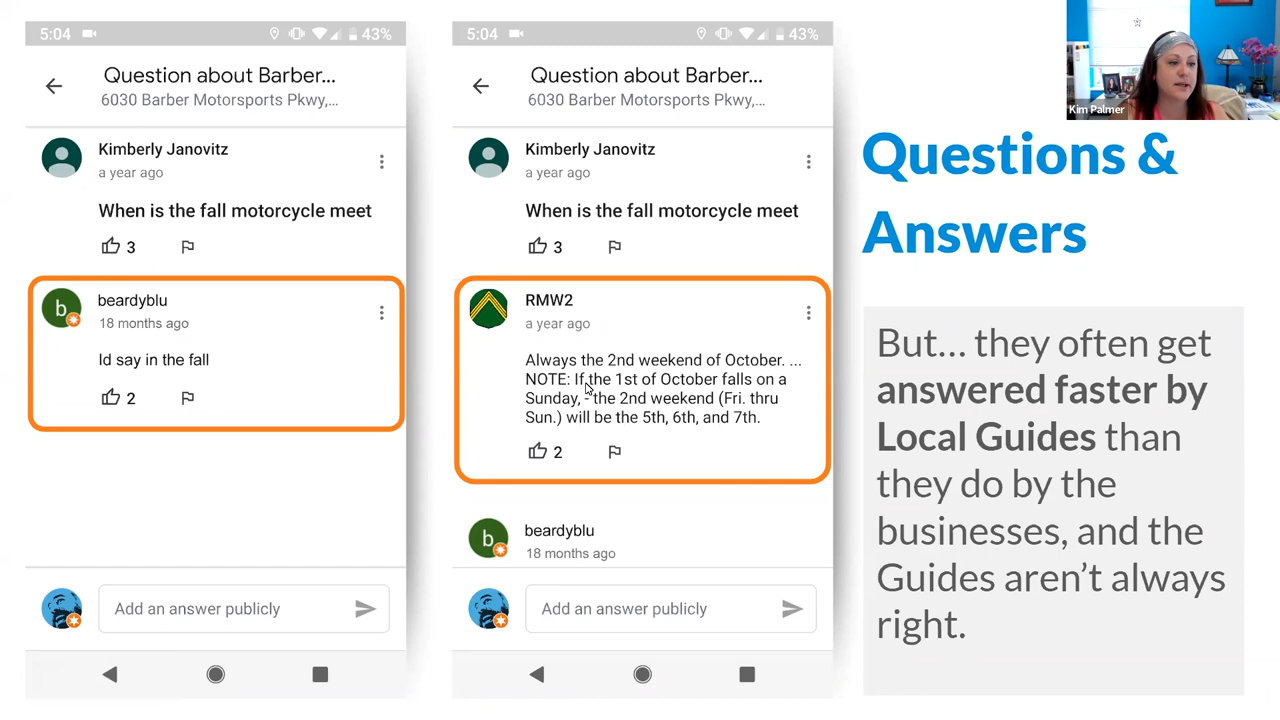 5:04
43%
Question about Barber...
6030 Barber Motorsports Pkwy,...
Kimberly Janovitz
a year ago
When is the fall motorcycle meet
3
b
beardyblu
18 months ago
Id say in the fall
2
Add an answer publicly
5:04
43%
Question about Barber...
6030 Barber Motorsports Pkwy,...
Kimberly Janovitz
a year ago
When is the fall motorcycle meet
3
RMW2
a year ago
Always the 2nd weekend of October. ...
NOTE: If the 1st of October falls on a
Sunday, - the 2nd weekend (Fri. thru
Sun.) will be the 5th, 6th, and 7th.
2
b
beardyblu
18 months ago
Add an answer publicly
Kim Palmer
Questions &
Answers
But... they often get
answered faster by
Local Guides than
they do by the
businesses, and the
Guides aren’t always
right.